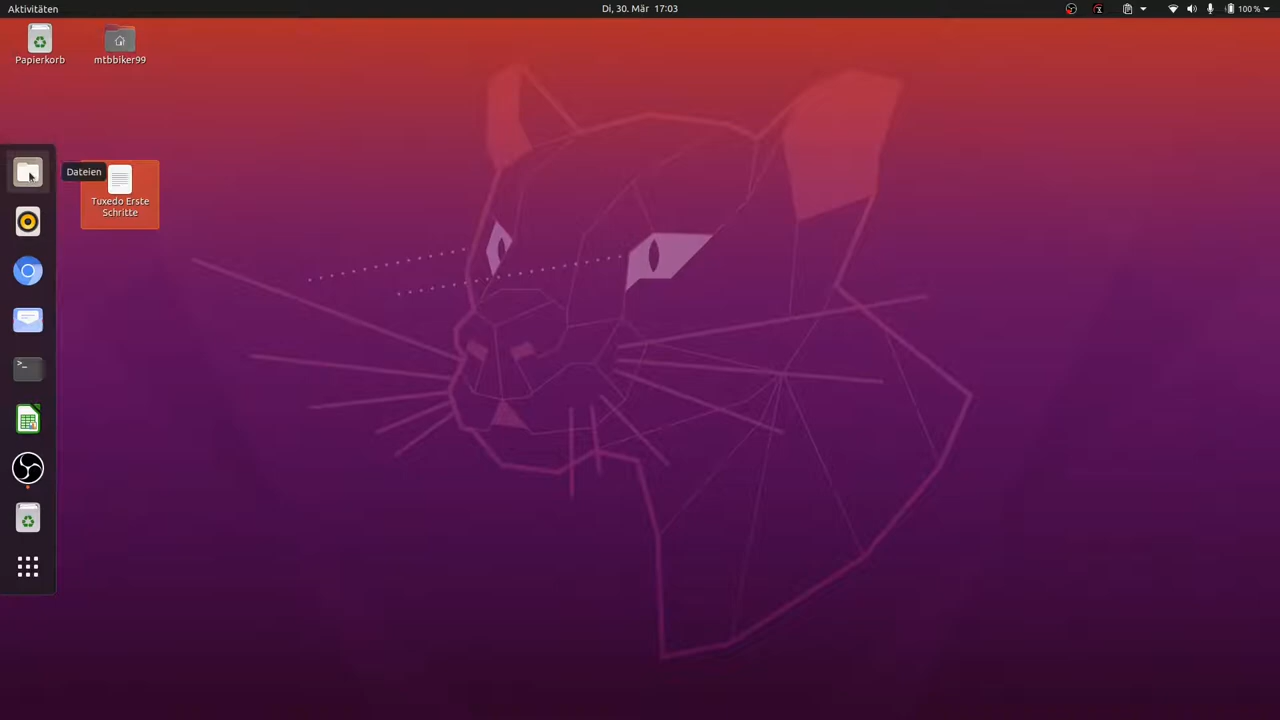 Aktivitäten
Di, 30. Mär 17:03
100 %
Papierkorb
mtbbiker99
Dateien
Tuxedo Erste
Schritte
>_